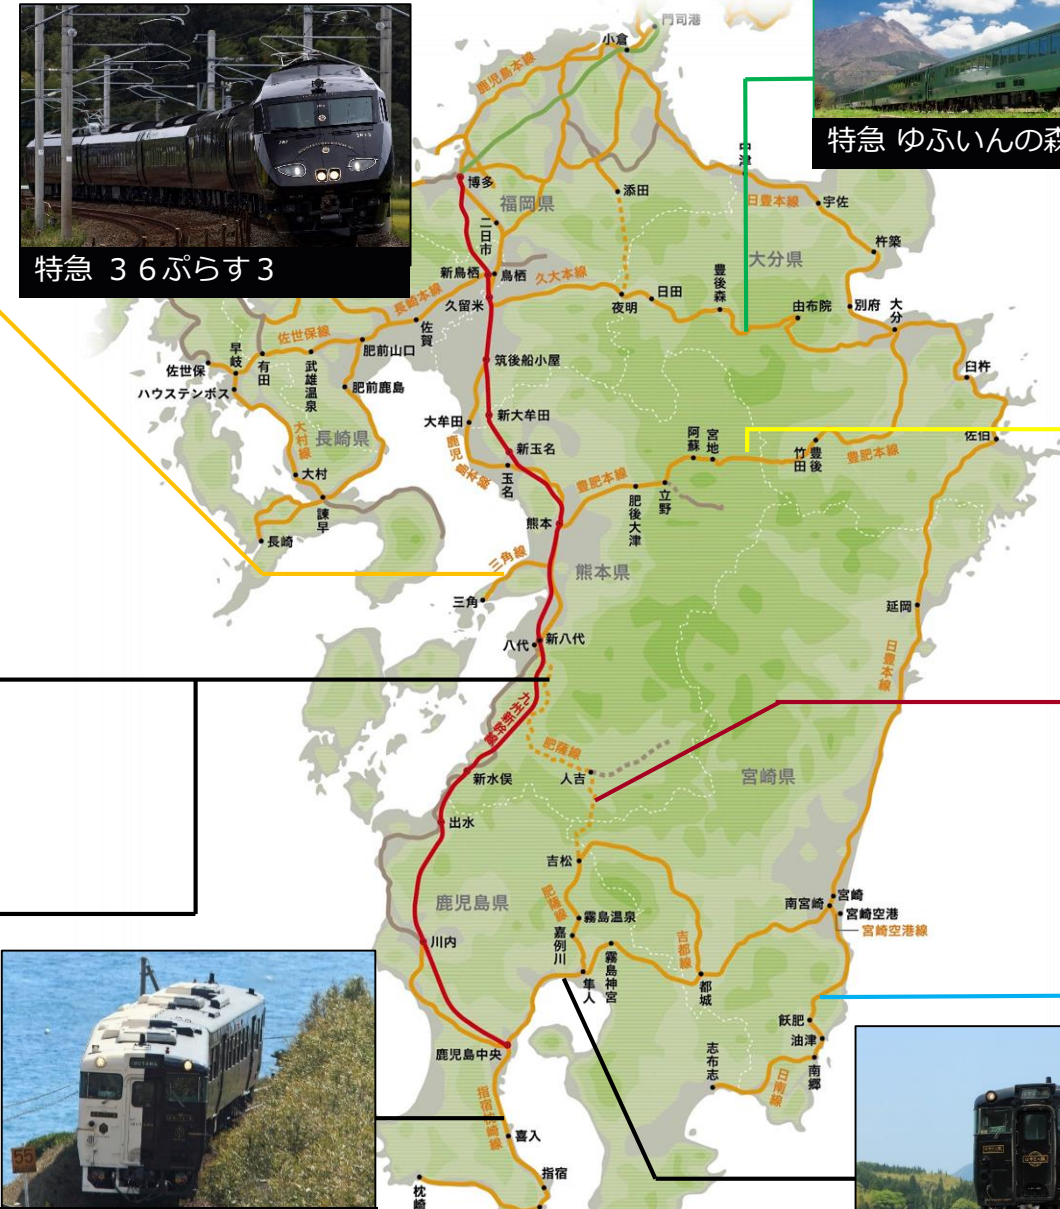 特急 ３６ぷらす３
特急 ゆふいんの森
門司港
小倉
鹿児島本線
中津
博多
福岡県
添田
日豊本線
宇佐
杵築
二日市
大分県
新鳥栖
鳥栖
久大本線
豊後森
長崎本線
久留米
夜明
日田
由布院
別府
大分
佐世保線
佐賀
肥前山口
早岐
有田
武雄温泉
佐世保
ハウステンボス
肥前鹿島
筑後船小屋
臼杵
大村線
長崎県
大牟田
新大牟田
鹿児島本線
新玉名
玉名
阿蘇
宮地
竹田
豊後
豊肥本線
佐伯
大村
諫早
長崎
豊肥本線
肥後大津
立野
熊本
三角線
熊本県
三角
延岡
八代
新八代
日豊本線
九州新幹線
肥薩線
新水俣
人吉
宮崎県
出水
吉松
鹿児島県
肥薩線
霧島温泉
嘉例川
南宮崎
宮崎
宮崎空港
宮崎空港線
川内
吉都線
霧島神宮
隼人
都城
飫肥
油津
鹿児島中央
志布志
日南線
南郷
指宿枕崎線
喜入
指宿
枕崎
55